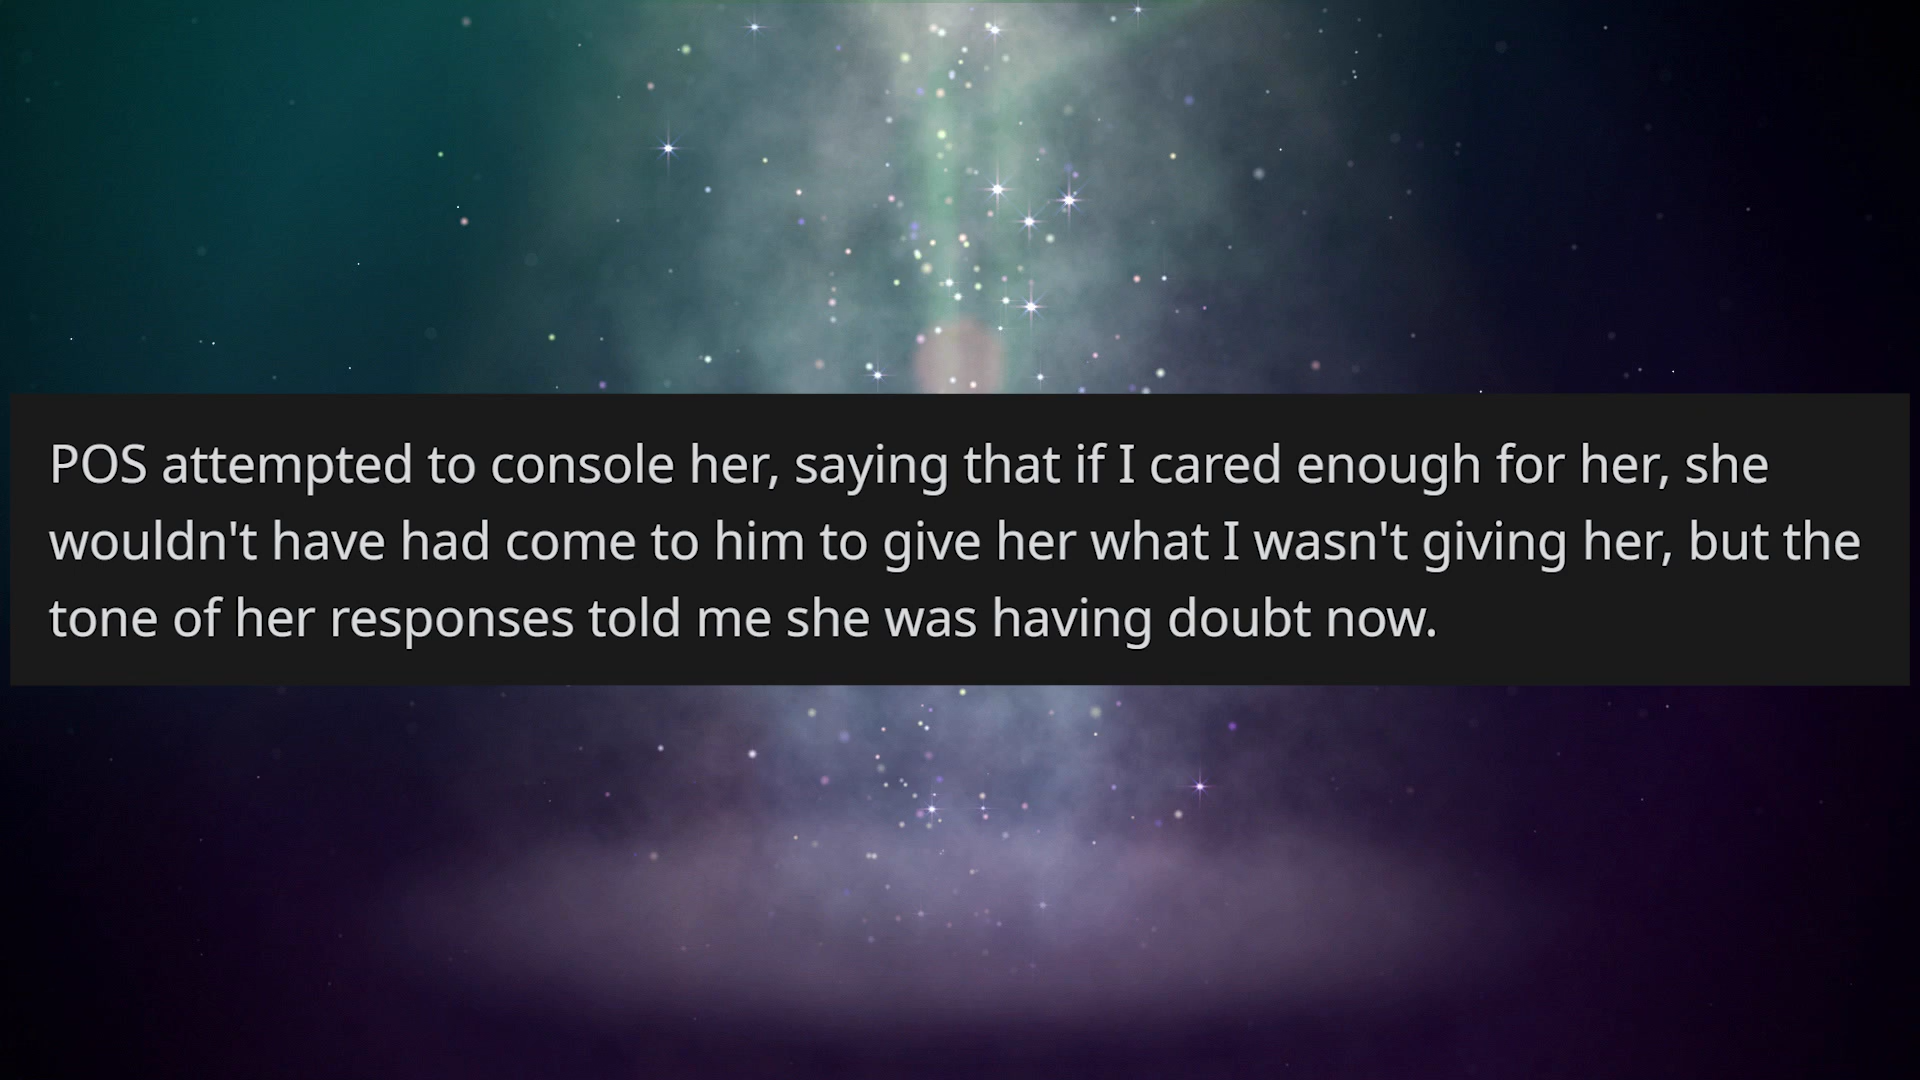 POS attempted to console her, saying that if I cared enough for her, she
wouldn't have had come to him to give her what I wasn't giving her, but the
tone of her responses told me she was having doubt now.